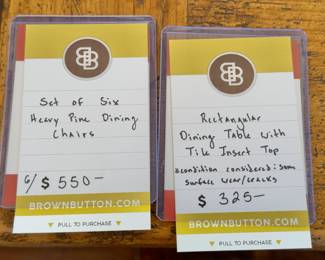 BB
Set of Six
Heavy Pine Dining
Chairs
6/ $ 550-
BROWNBUTTON.COM
PULL TO PURCHASE
BB
Rectangular
Dining Table with
Tile Insert Top
*condition considered: some
surface wear/cracks
$ 325-
BROWNBUTTON.COM
PULL TO PURCHASE